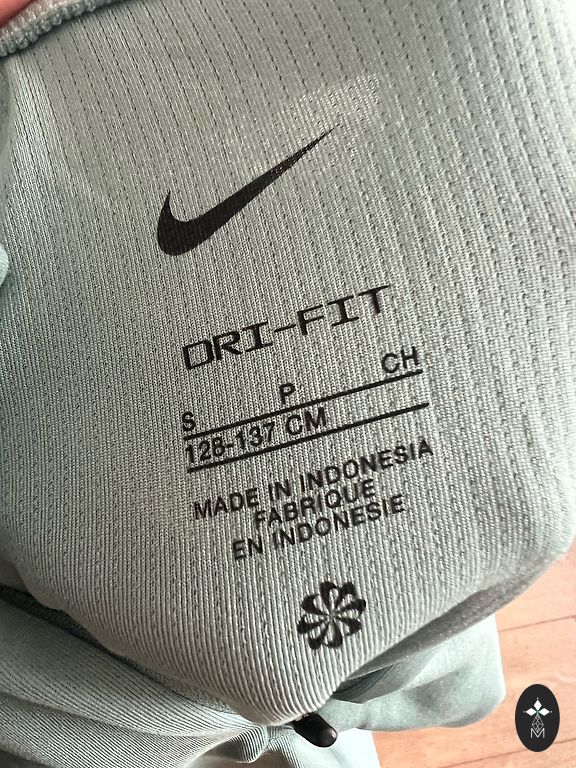 DRI-FIT
S P CH
128-137 CM
MADE IN INDONESIA
FABRIQUE
EN INDONESIE
M